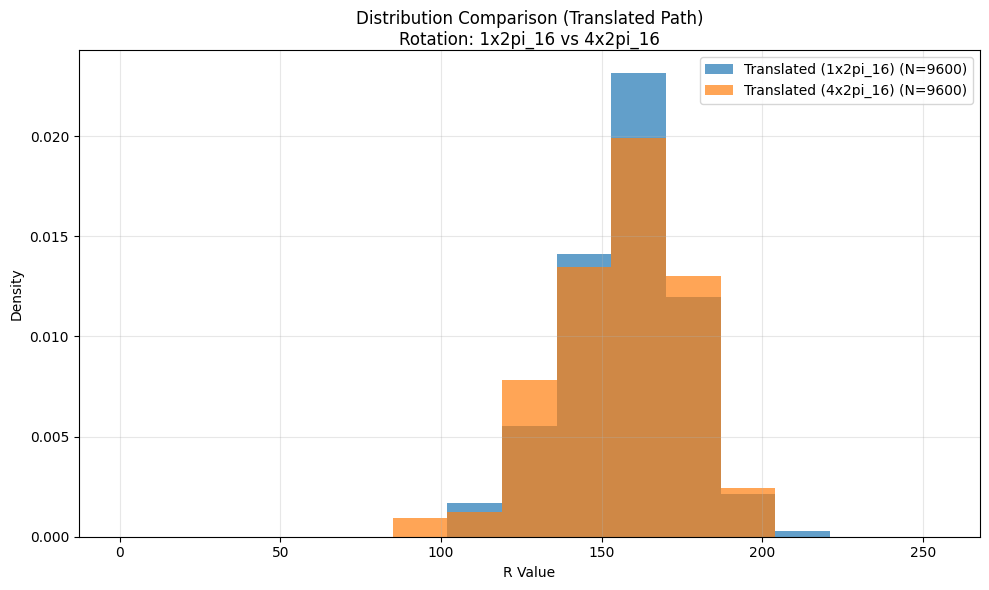 Distribution Comparison (Translated Path)
Rotation: 1x2pi_16 vs 4x2pi_16
Translated (1x2pi_16) (N=9600)
Translated (4x2pi_16) (N=9600)
Density
0.020
0.015
0.010
0.005
0.000
0 50 100 150 200 250
R Value